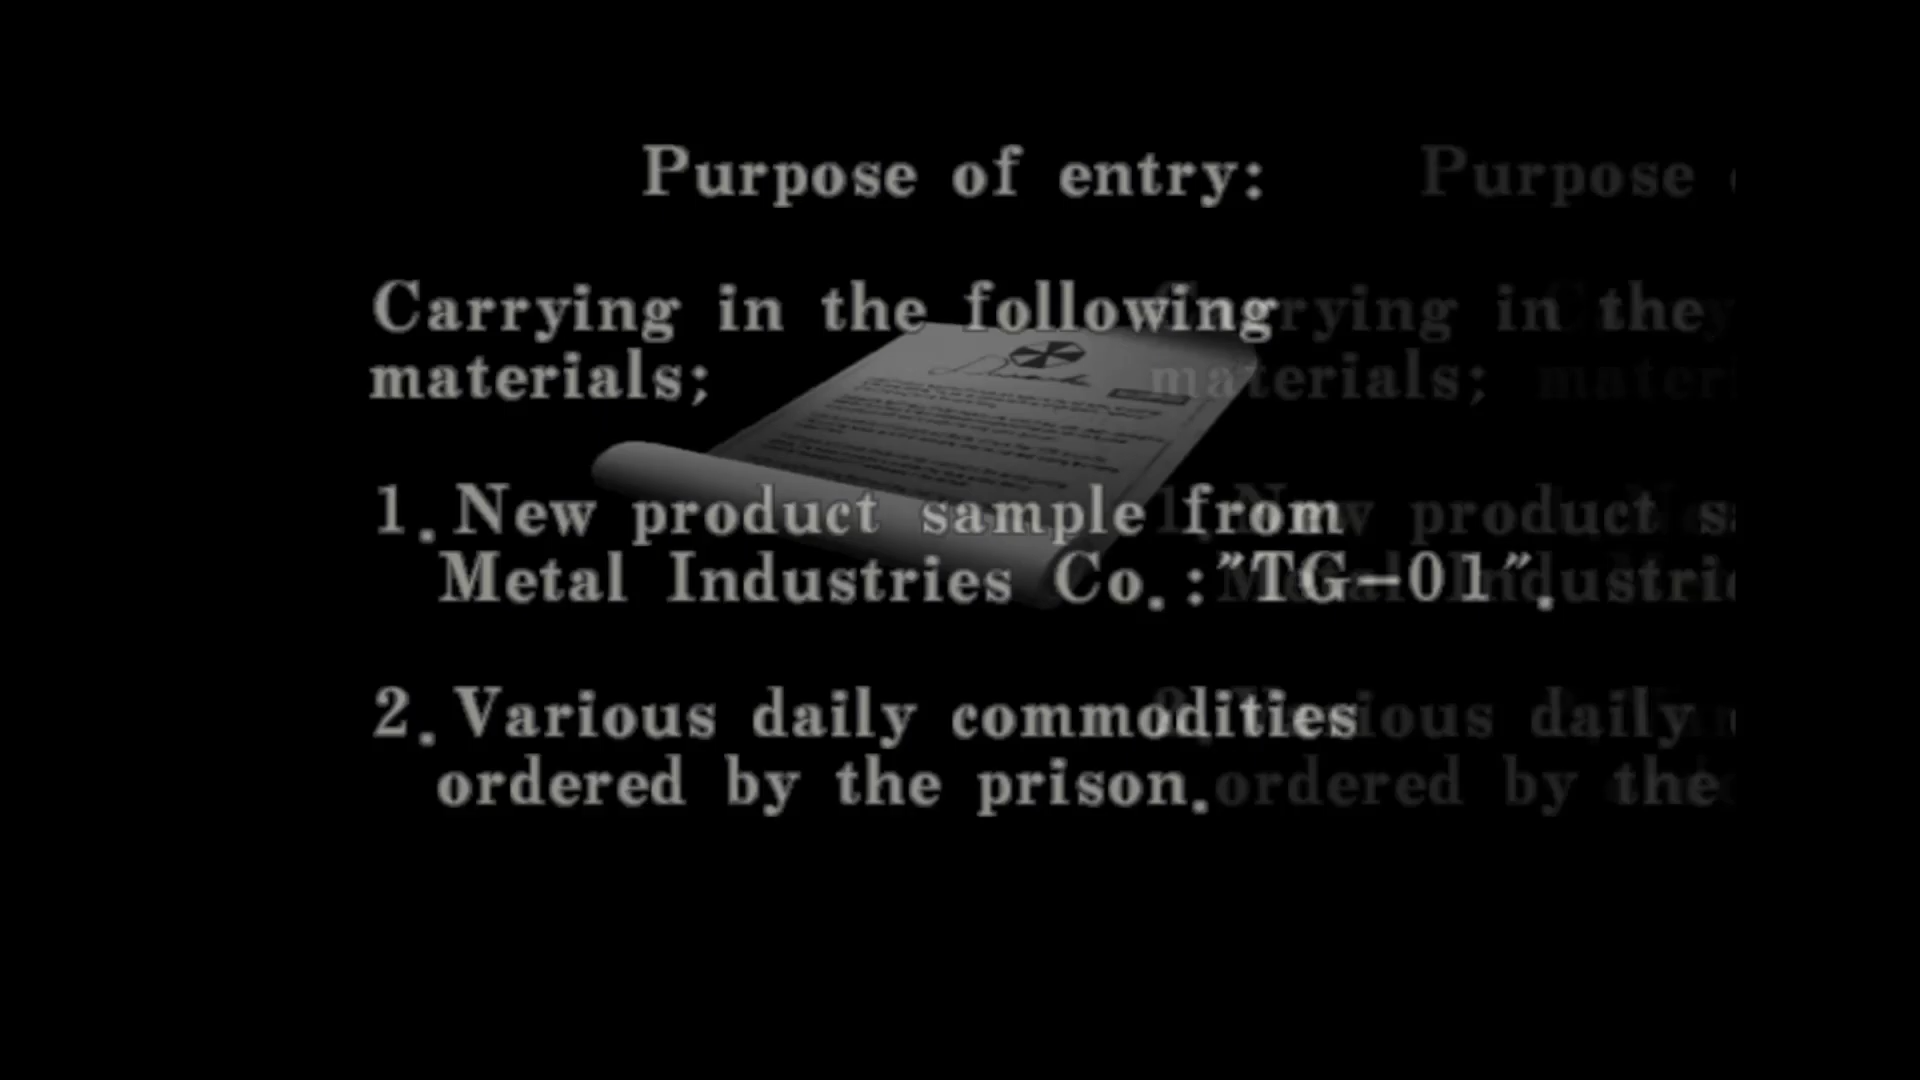 Purpose of entry:
Carrying in the following
materials;
1. New product sample from
Metal Industries Co.:"TG-01".
2. Various daily commodities
ordered by the prison.